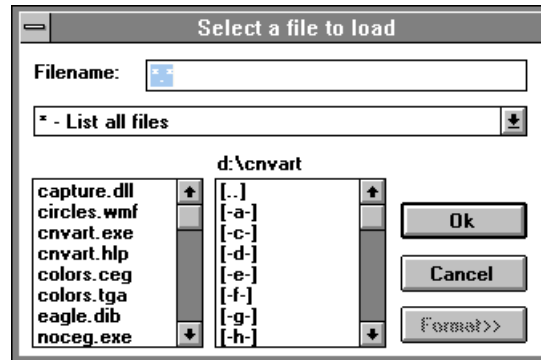 Select a file to load
Filename: *.*
* - List all files
d:\cnvart
capture.dll
circles.wmf
cnvart.exe
cnvart.hlp
colors.ceg
colors.tga
eagle.dib
noceg.exe
[..]
[-a-]
[-c-]
[-d-]
[-e-]
[-f-]
[-g-]
[-h-]
Ok
Cancel
Format>>